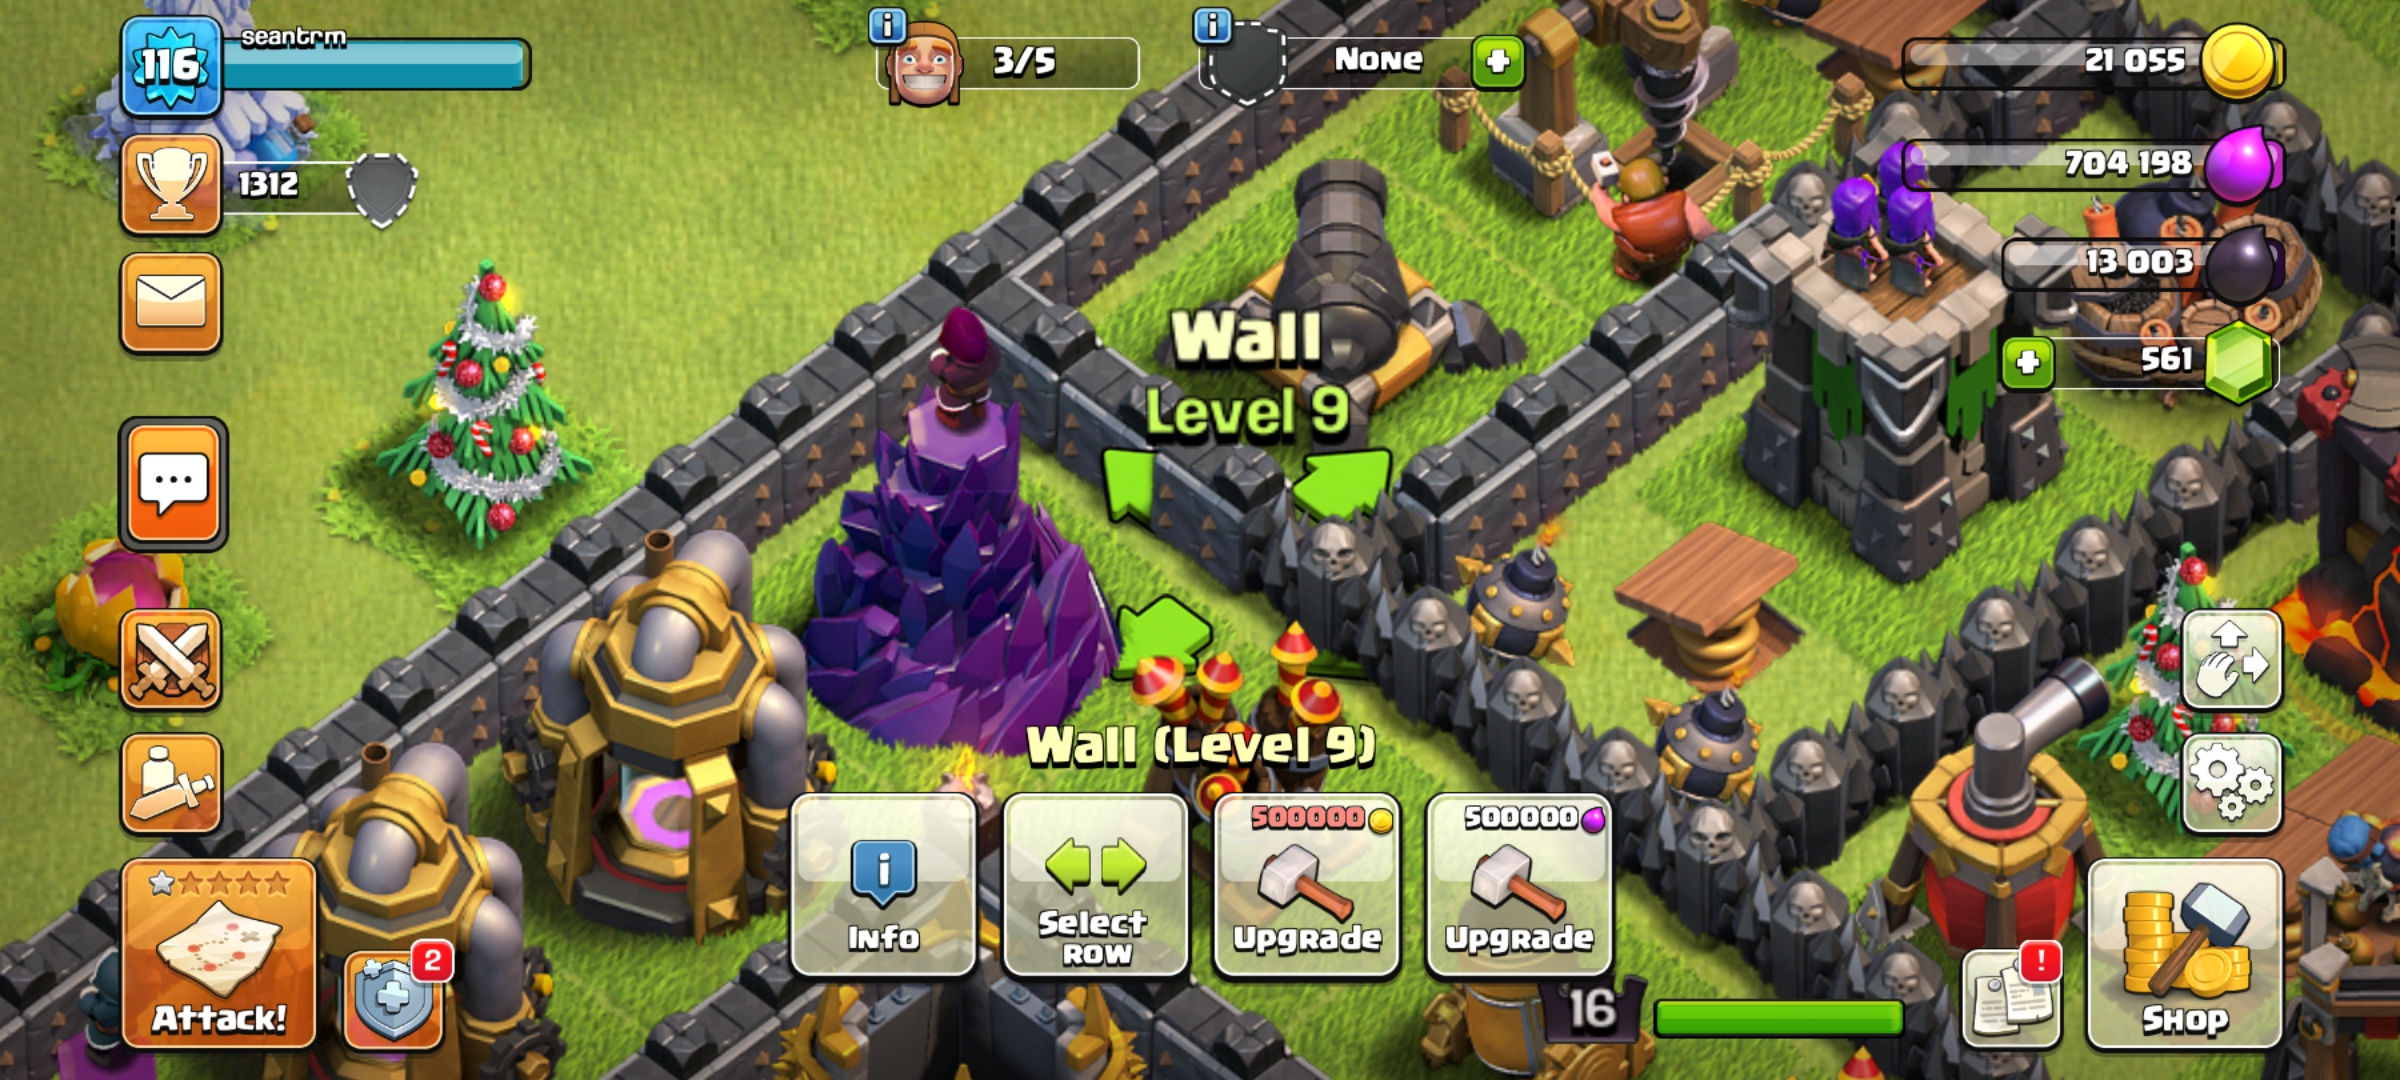 116
seantrm
3/5
None
21 055
1312
704 198
13 003
561
Wall
Level 9
Wall (Level 9)
Info
Select
row
500000
Upgrade
500000
Upgrade
Attack!
2
16
!
Shop